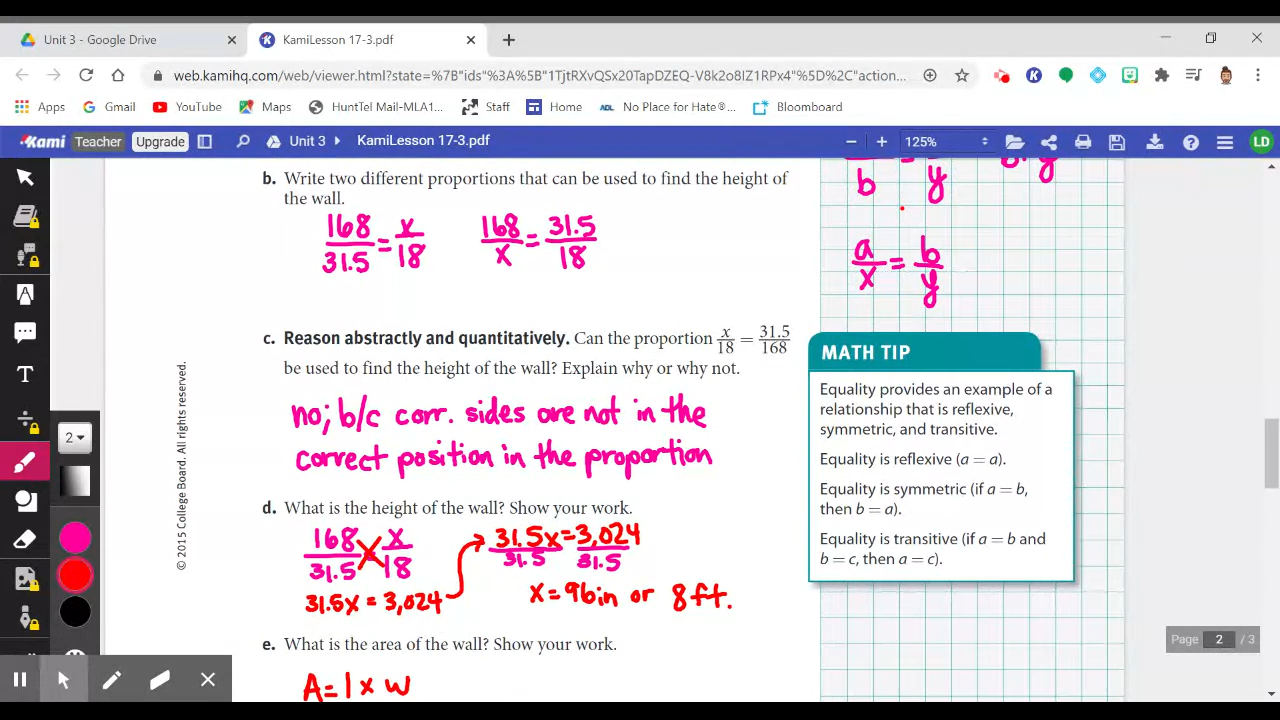 Unit 3 - Google Drive
KamiLesson 17-3.pdf
web.kamihq.com/web/viewer.html?state=%7B"ids"%3A%5B"1TjtRXvQSx20TapDZEQ-V8k2o8IZ1RPx4"%5D%2C"action...
Apps Gmail YouTube Maps HuntTel Mail-MLA1... Staff Home ADL No Place for Hate®... Bloomboard
Kami Teacher Upgrade Unit 3 KamiLesson 17-3.pdf 125% LD
b. Write two different proportions that can be used to find the height of
the wall.
168/31.5 = x/18 168/x = 31.5/18
b = y
a/x = b/y
c. Reason abstractly and quantitatively. Can the proportion x/18 = 31.5/168
be used to find the height of the wall? Explain why or why not.
no; b/c corr. sides are not in the
correct position in the proportion
d. What is the height of the wall? Show your work.
168/31.5 x/18
31.5x = 3,024
31.5x = 3,024
31.5 31.5
x = 96in or 8ft.
e. What is the area of the wall? Show your work.
A = l x w
MATH TIP
Equality provides an example of a
relationship that is reflexive,
symmetric, and transitive.
Equality is reflexive (a = a).
Equality is symmetric (if a = b,
then b = a).
Equality is transitive (if a = b and
b = c, then a = c).
© 2015 College Board. All rights reserved.
2
Page 2 / 3